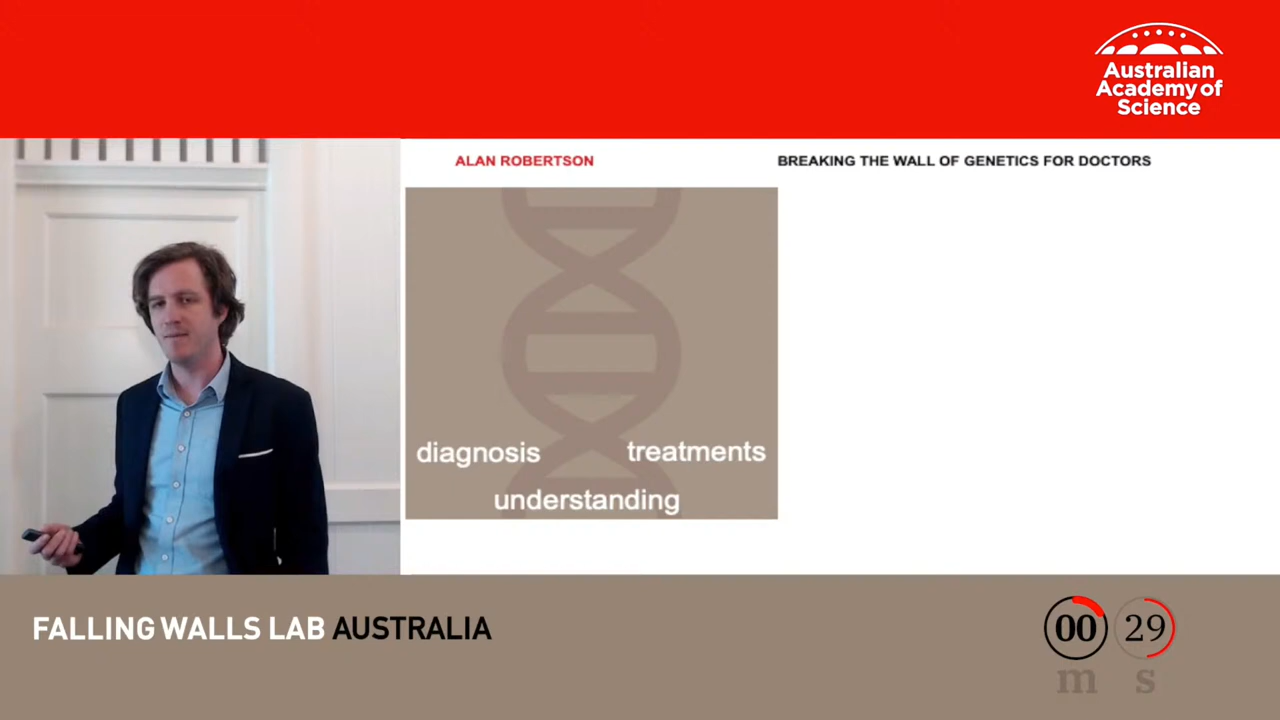 Australian
Academy of
Science
ALAN ROBERTSON
BREAKING THE WALL OF GENETICS FOR DOCTORS
diagnosis
treatments
understanding
FALLING WALLS LAB AUSTRALIA
00 29
m s